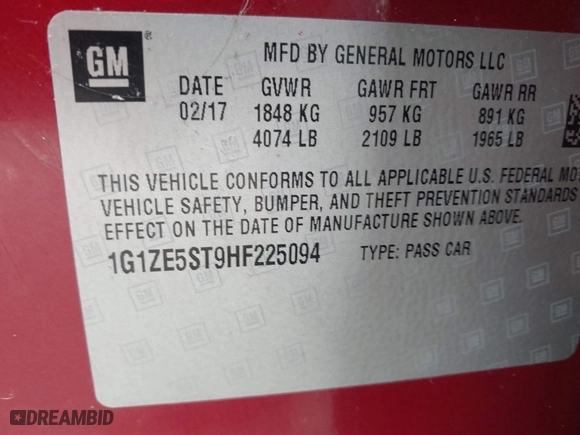 GM
MFD BY GENERAL MOTORS LLC
DATE GVWR GAWR FRT GAWR RR
02/17 1848 KG 957 KG 891 KG
4074 LB 2109 LB 1965 LB
THIS VEHICLE CONFORMS TO ALL APPLICABLE U.S. FEDERAL MO
VEHICLE SAFETY, BUMPER, AND THEFT PREVENTION STANDARDS
EFFECT ON THE DATE OF MANUFACTURE SHOWN ABOVE.
1G1ZE5ST9HF225094 TYPE: PASS CAR
DREAMBID